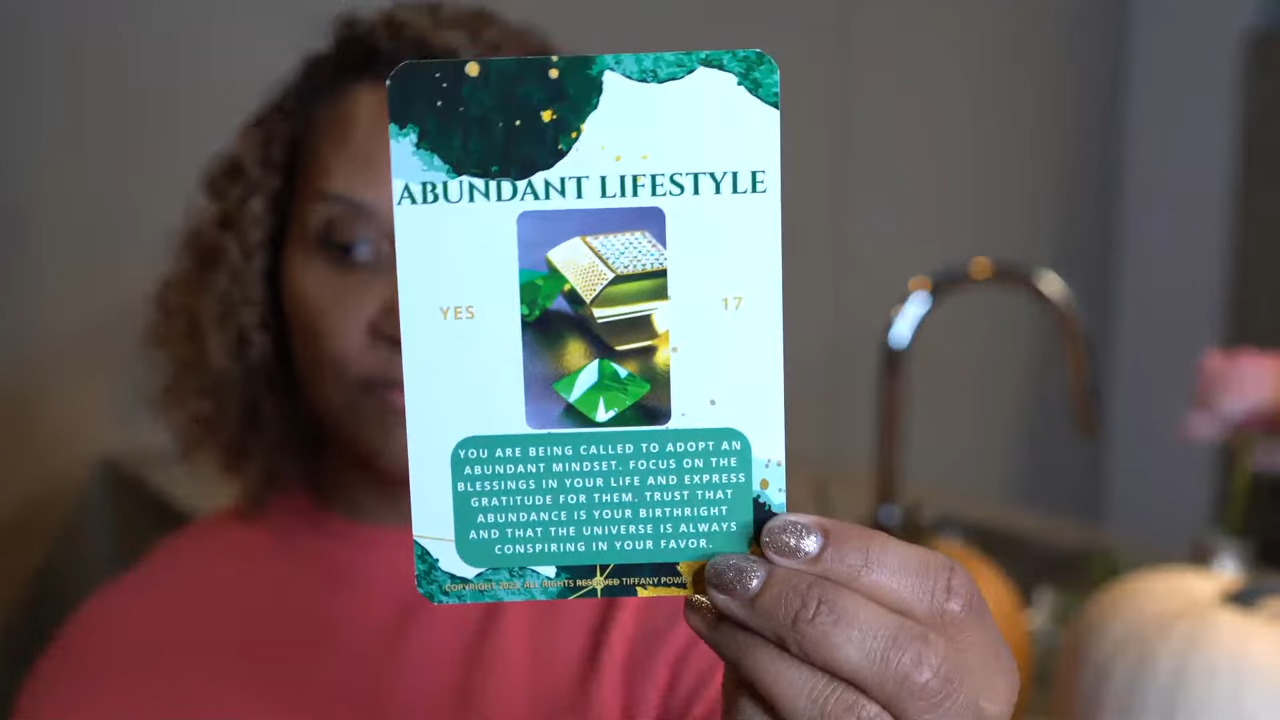 ABUNDANT LIFESTYLE
YES
17
YOU ARE BEING CALLED TO ADOPT AN
ABUNDANT MINDSET. FOCUS ON THE
BLESSINGS IN YOUR LIFE AND EXPRESS
GRATITUDE FOR THEM. TRUST THAT
ABUNDANCE IS YOUR BIRTHRIGHT
AND THAT THE UNIVERSE IS ALWAYS
CONSPIRING IN YOUR FAVOR.
COPYRIGHT 2023. ALL RIGHTS RESERVED TIFFANY